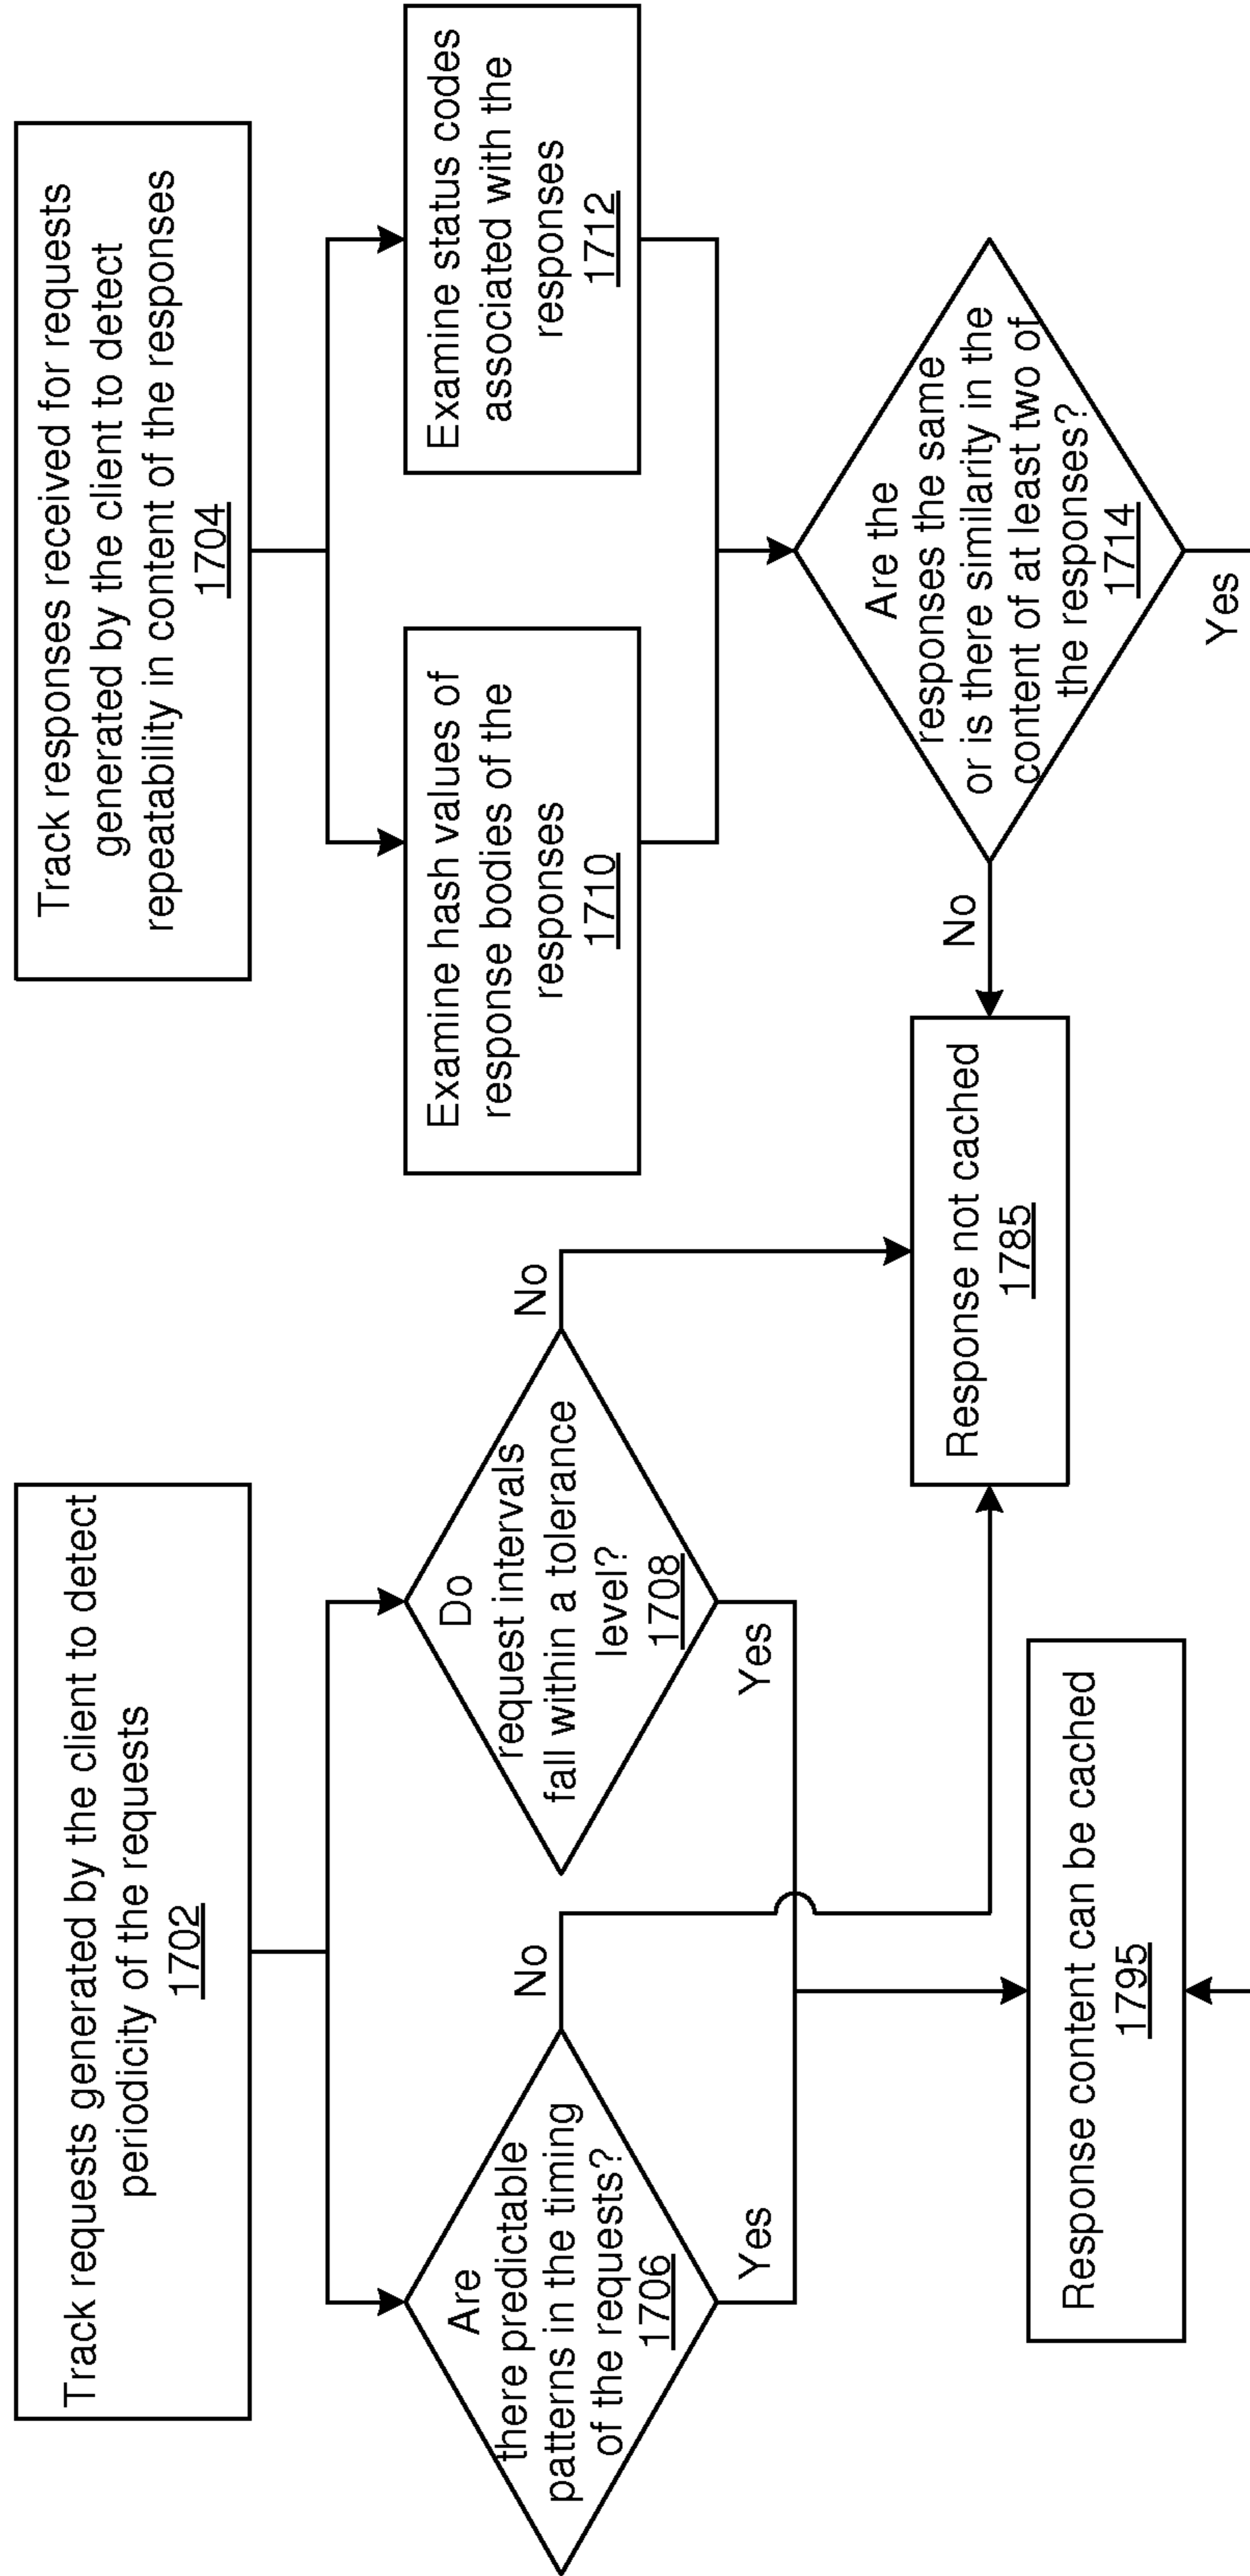 Track requests generated by the client to detect
periodicity of the requests
1702
Are
there predictable
patterns in the timing
of the requests?
1706
No
Yes
Do
request intervals
fall within a tolerance
level?
1708
No
Yes
Response content can be cached
1795
Response not cached
1785
Track responses received for requests
generated by the client to detect
repeatability in content of the responses
1704
Examine hash values of
response bodies of the
responses
1710
Examine status codes
associated with the
responses
1712
Are the
responses the same
or is there similarity in the
content of at least two of
the responses?
1714
No
Yes